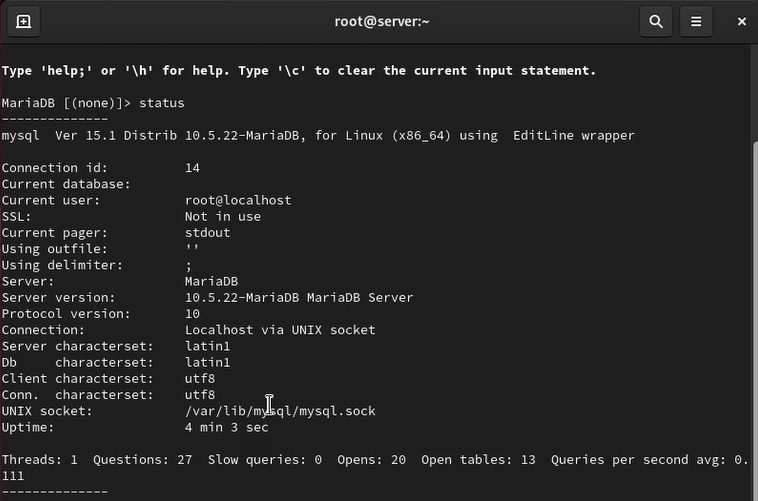 root@server:~
Type 'help;' or '\h' for help. Type '\c' to clear the current input statement.
MariaDB [(none)]> status
--------------
mysql  Ver 15.1 Distrib 10.5.22-MariaDB, for Linux (x86_64) using  EditLine wrapper
Connection id:          14
Current database:
Current user:           root@localhost
SSL:                    Not in use
Current pager:          stdout
Using outfile:          ''
Using delimiter:        ;
Server:                 MariaDB
Server version:         10.5.22-MariaDB MariaDB Server
Protocol version:       10
Connection:             Localhost via UNIX socket
Server characterset:    latin1
Db     characterset:    latin1
Client characterset:    utf8
Conn.  characterset:    utf8
UNIX socket:            /var/lib/mysql/mysql.sock
Uptime:                 4 min 3 sec
Threads: 1  Questions: 27  Slow queries: 0  Opens: 20  Open tables: 13  Queries per second avg: 0.
111
--------------